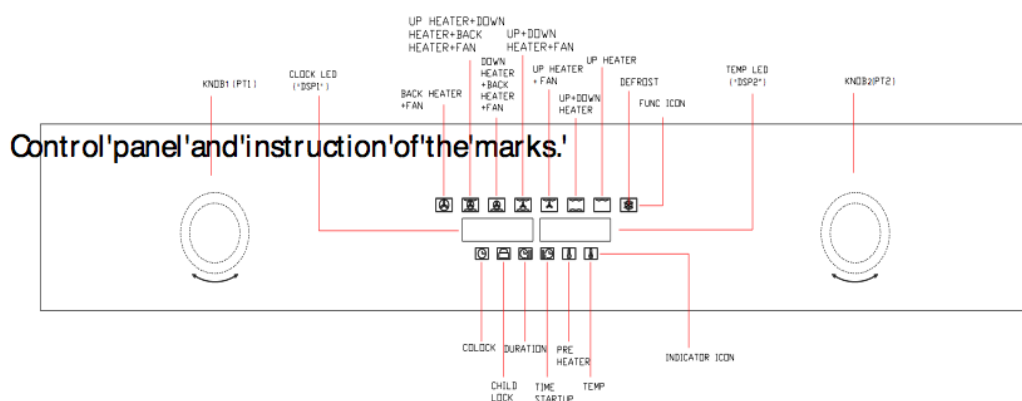 UP HEATER+DOWN
HEATER+BACK
HEATER+FAN
UP+DOWN
HEATER+FAN
KNOB1(PT1)
CLOCK LED
("DSP1")
BACK HEATER
+FAN
DOWN
HEATER
+BACK
HEATER
+FAN
UP HEATER
+ FAN
UP+DOWN
HEATER
UP HEATER
DEFROST
FUNC ICON
TEMP LED
("DSP2")
KNOB2(PT2)
Control'panel'and'instruction'of'the'marks.'
COLOCK
CHILD
LOCK
DURATION
TIME
STARTUP
PRE
HEATER
TEMP
INDICATOR ICON